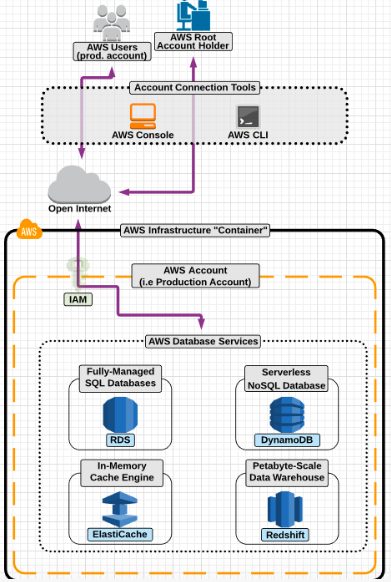 AWS Users
(prod. account)
AWS Root
Account Holder
Account Connection Tools
AWS Console
AWS CLI
Open Internet
AWS
AWS Infrastructure "Container"
AWS Account
(i.e Production Account)
IAM
AWS Database Services
Fully-Managed
SQL Databases
RDS
Serverless
NoSQL Database
DynamoDB
In-Memory
Cache Engine
ElastiCache
Petabyte-Scale
Data Warehouse
Redshift